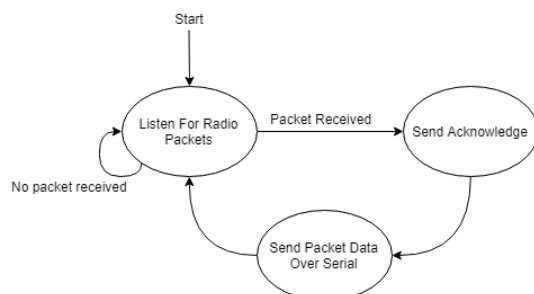 Start
Listen For Radio
Packets
Packet Received
Send Acknowledge
No packet received
Send Packet Data
Over Serial